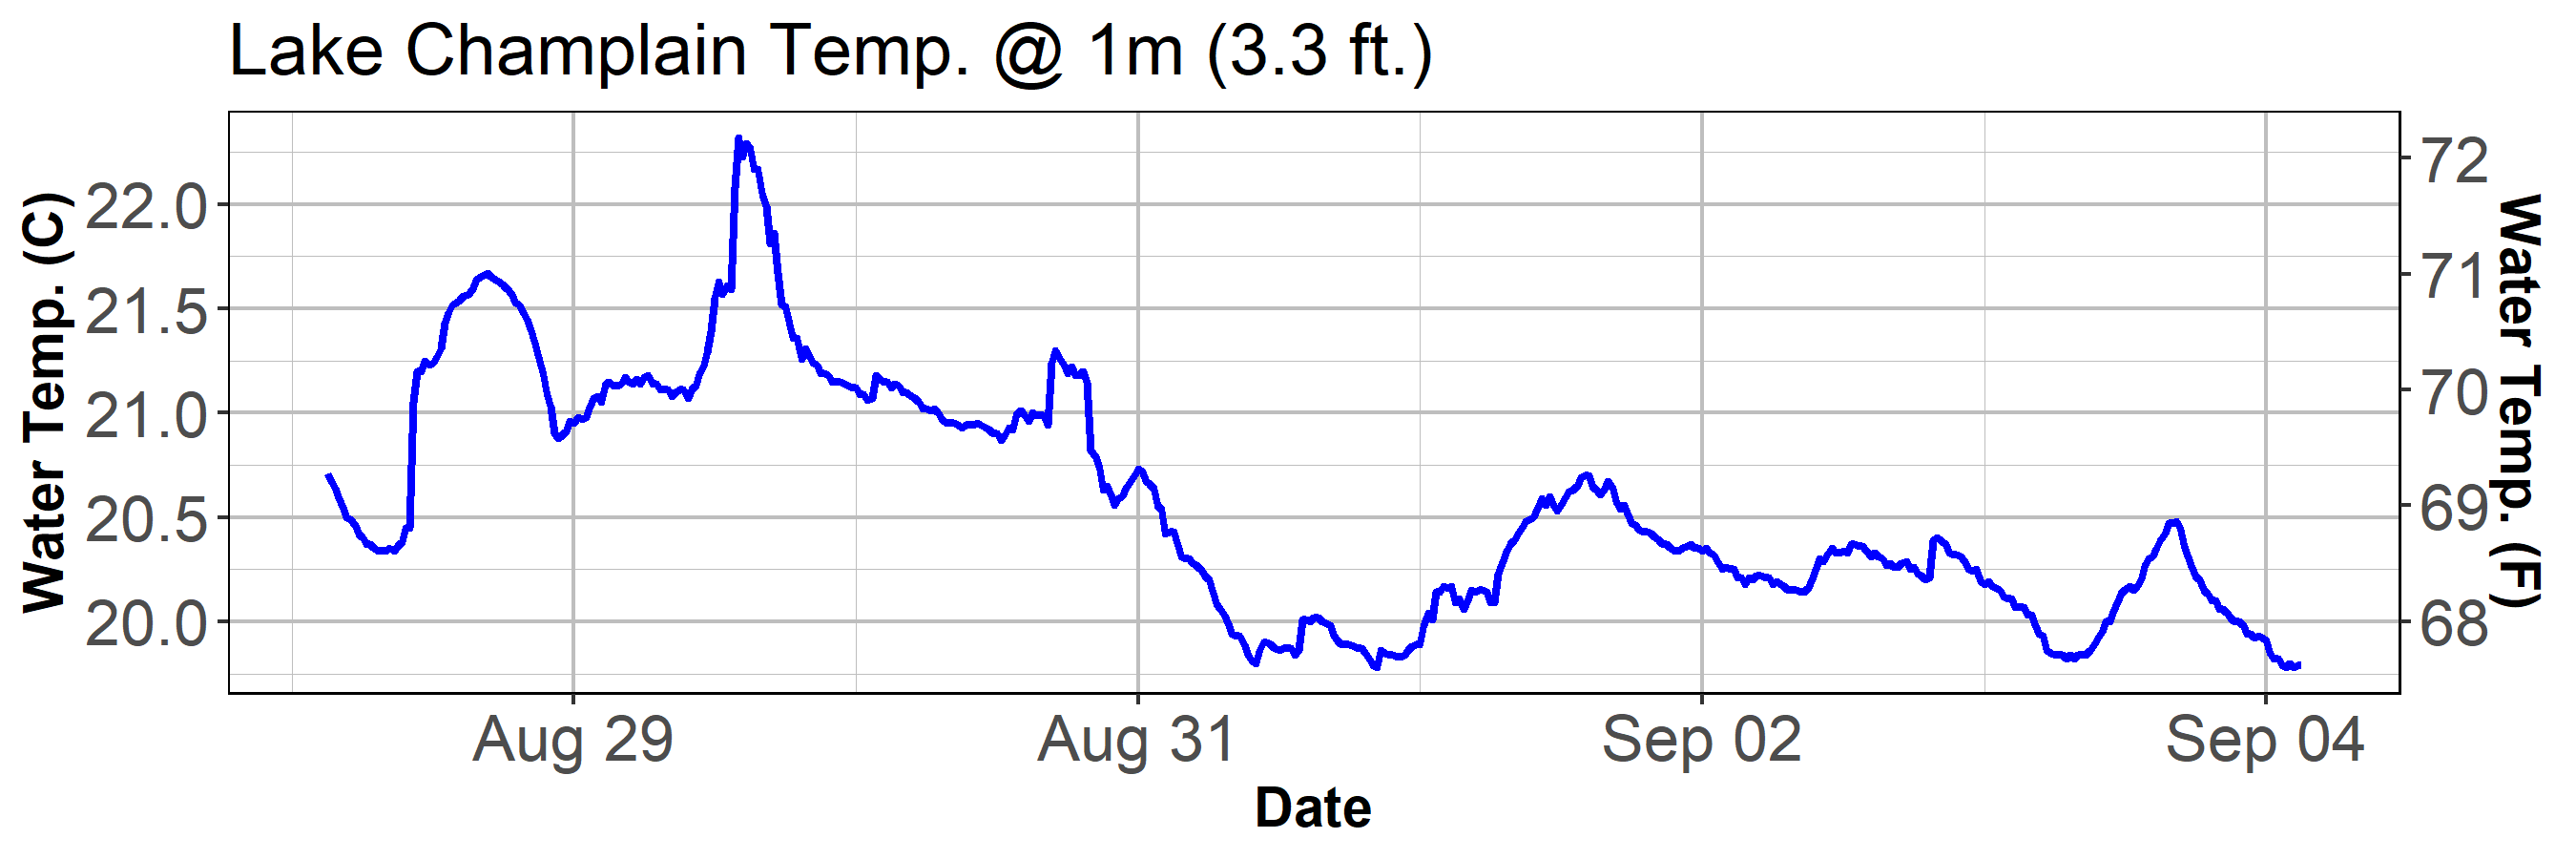 Lake Champlain Temp. @ 1m (3.3 ft.)
Water Temp. (C)
22.0
21.5
21.0
20.5
20.0
72
71
70
69
68
Water Temp. (F)
Aug 29
Aug 31
Sep 02
Sep 04
Date